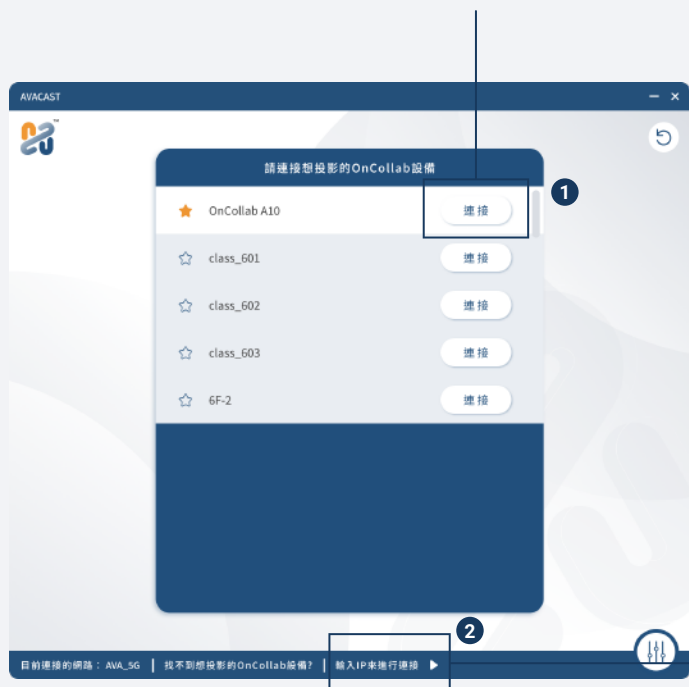 AVACAST
請連接想投影的OnCollab設備
OnCollab A10 連接
1
class_601 連接
class_602 連接
class_603 連接
6F-2 連接
2
目前連接的網路：AVA_5G | 找不到想投影的OnCollab設備? | 輸入IP來進行連接